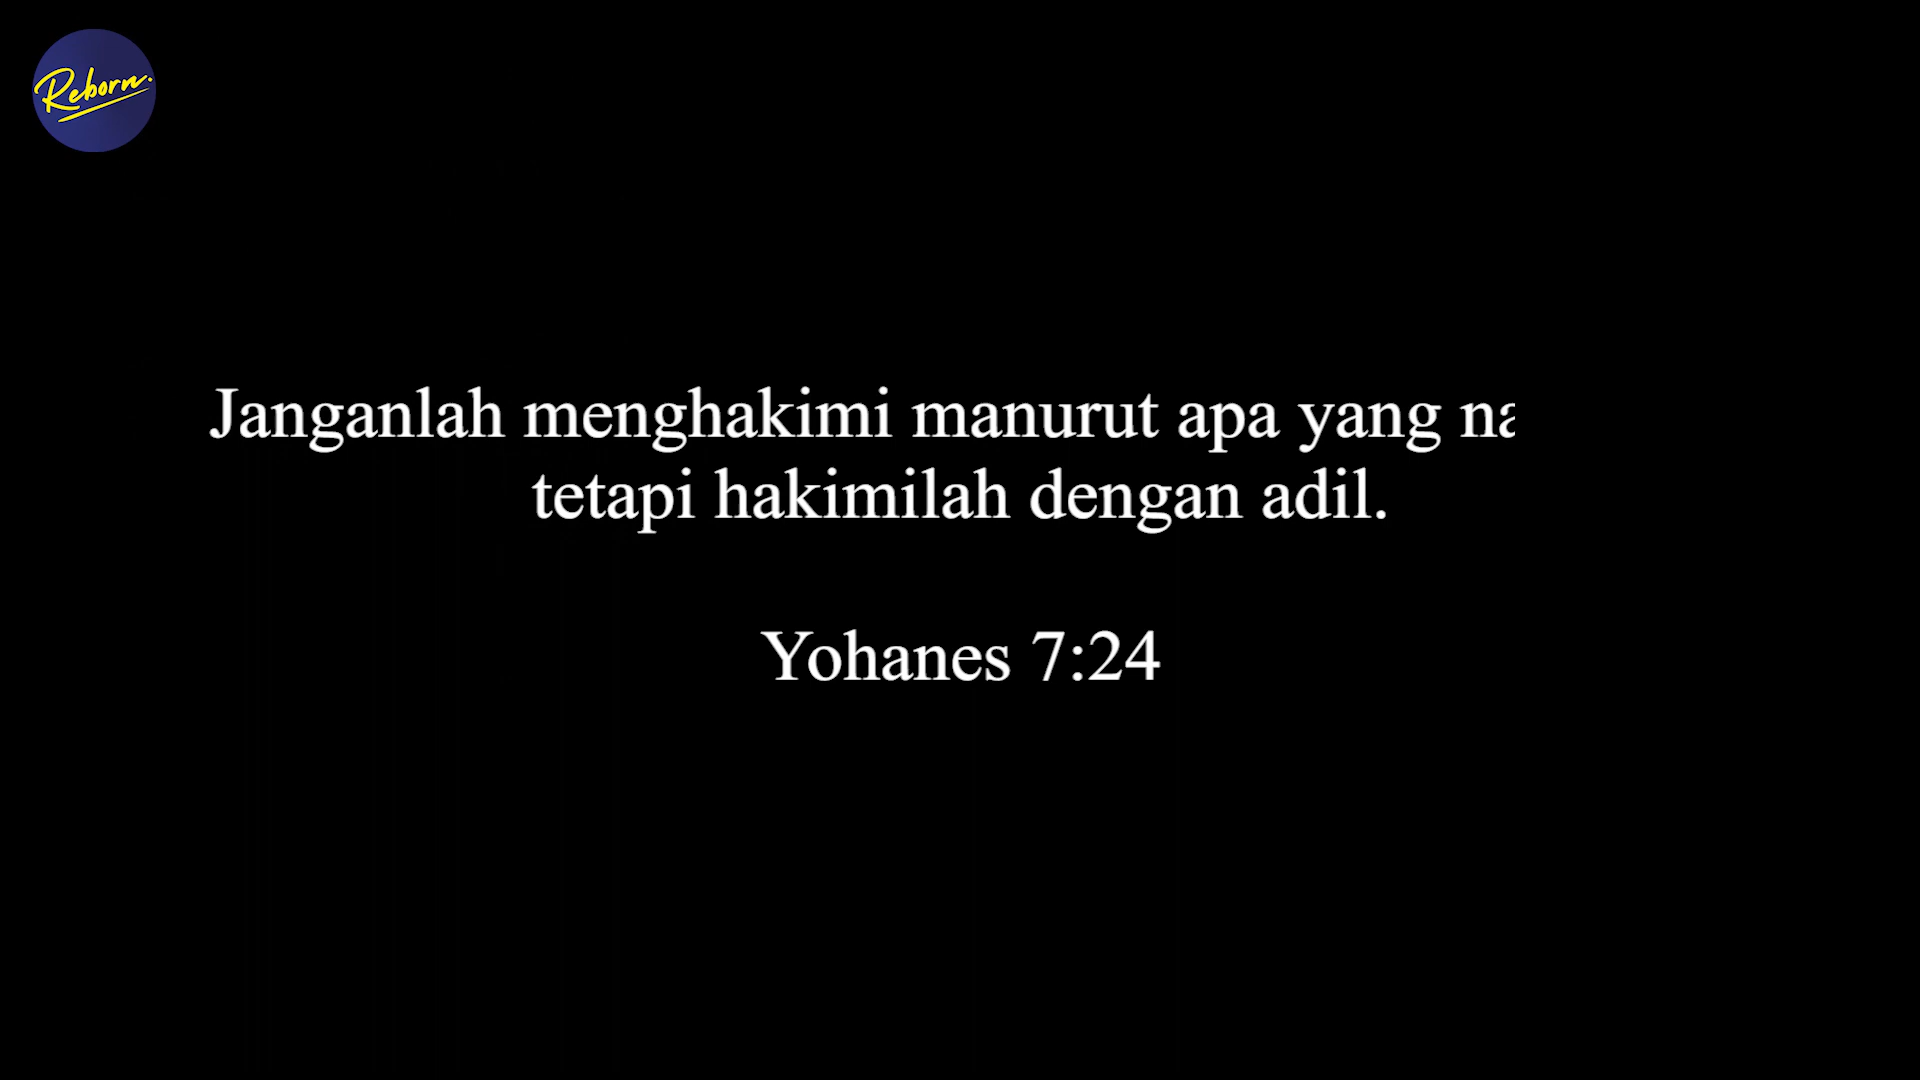 Reborn.
Janganlah menghakimi manurut apa yang
tetapi hakimilah dengan adil.
Yohanes 7:24